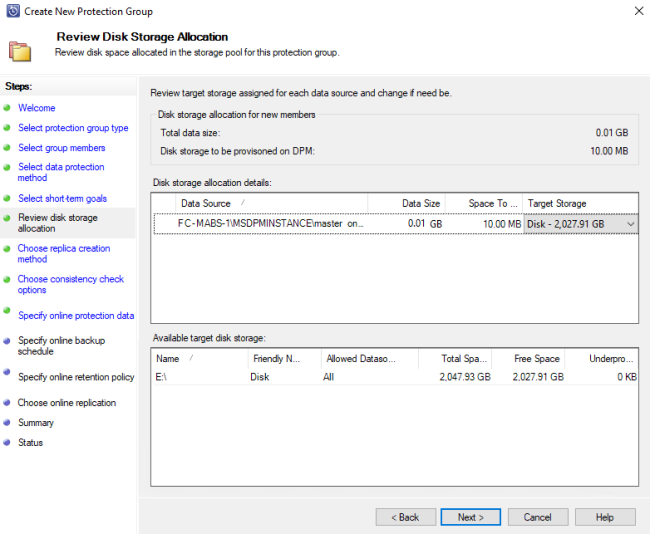 Create New Protection Group
Review Disk Storage Allocation
Review disk space allocated in the storage pool for this protection group.
Steps:
Welcome
Select protection group type
Select group members
Select data protection
method
Select short-term goals
Review disk storage
allocation
Choose replica creation
method
Choose consistency check
options
Specify online protection data
Specify online backup
schedule
Specify online retention policy
Choose online replication
Summary
Status
Review target storage assigned for each data source and change if need be.
Disk storage allocation for new members
Total data size: 0.01 GB
Disk storage to be provisoned on DPM: 10.00 MB
Disk storage allocation details:
Data Source Data Size Space To ... Target Storage
FC-MABS-1\MSDPMINSTANCE\master on... 0.01 GB 10.00 MB Disk - 2,027.91 GB
Available target disk storage:
Name Friendly N... Allowed Dataso... Total Spa... Free Space Underpro...
E:\ Disk All 2,047.93 GB 2,027.91 GB 0 KB
< Back Next > Cancel Help